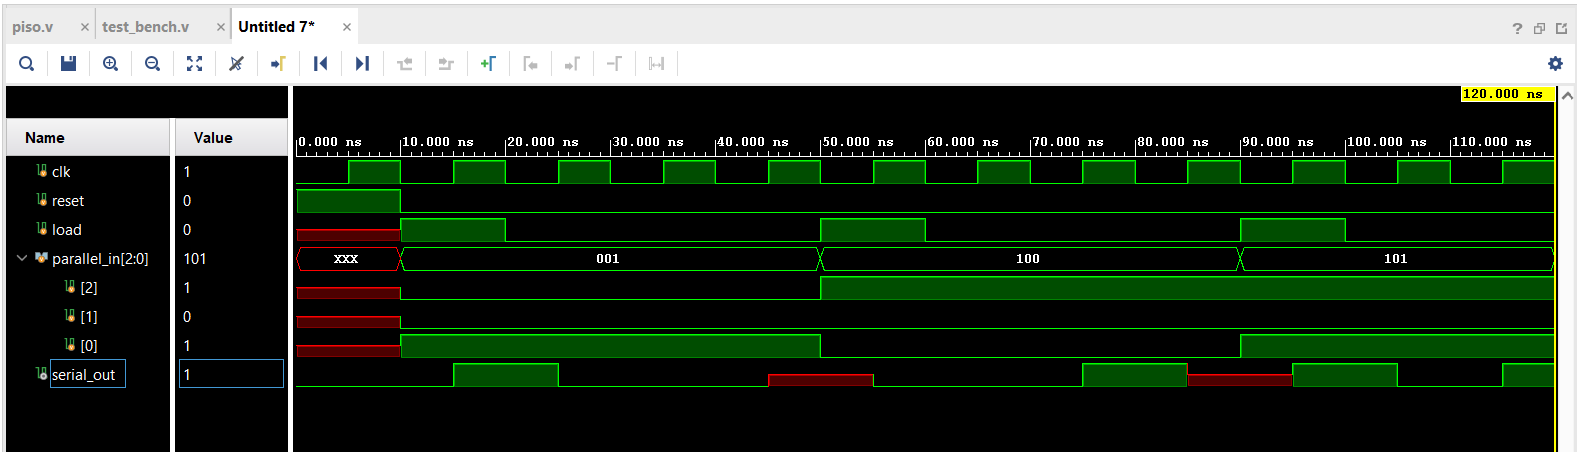 piso.v × test_bench.v × Untitled 7* ×
? 
120.000 ns
Name Value
0.000 ns 10.000 ns 20.000 ns 30.000 ns 40.000 ns 50.000 ns 60.000 ns 70.000 ns 80.000 ns 90.000 ns 100.000 ns 110.000 ns
clk 1
reset 0
load 0
parallel_in[2:0] 101 XXX 001 100 101
[2] 1
[1] 0
[0] 1
serial_out 1